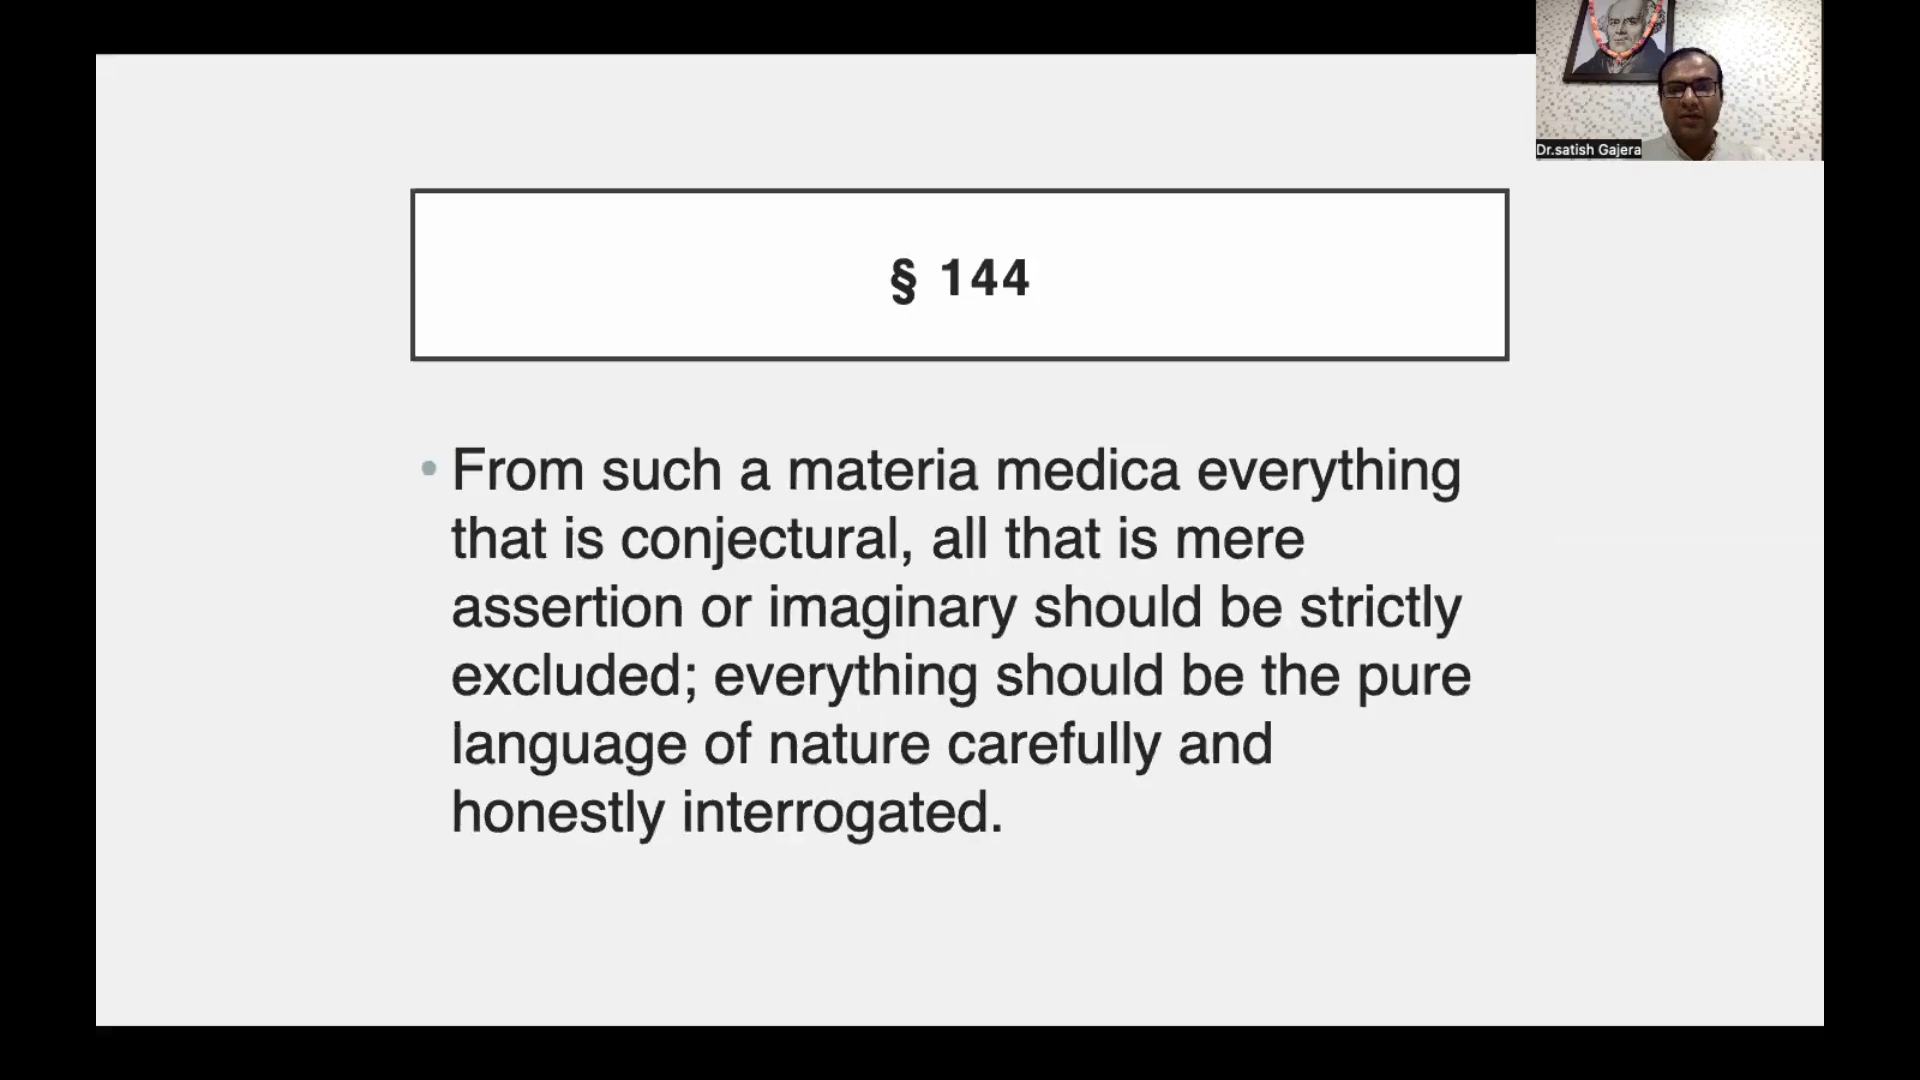 Dr.satish Gajera
§ 144
• From such a materia medica everything
that is conjectural, all that is mere
assertion or imaginary should be strictly
excluded; everything should be the pure
language of nature carefully and
honestly interrogated.